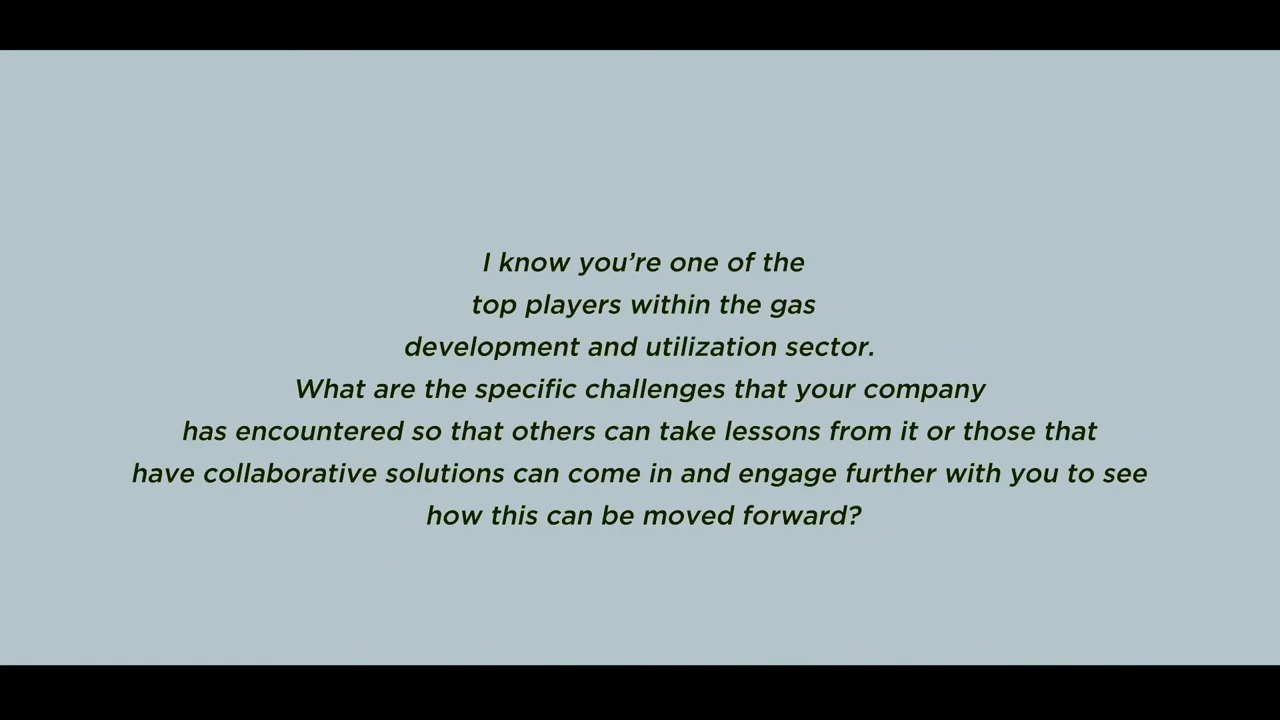 I know you’re one of the
top players within the gas
development and utilization sector.
What are the specific challenges that your company
has encountered so that others can take lessons from it or those that
have collaborative solutions can come in and engage further with you to see
how this can be moved forward?